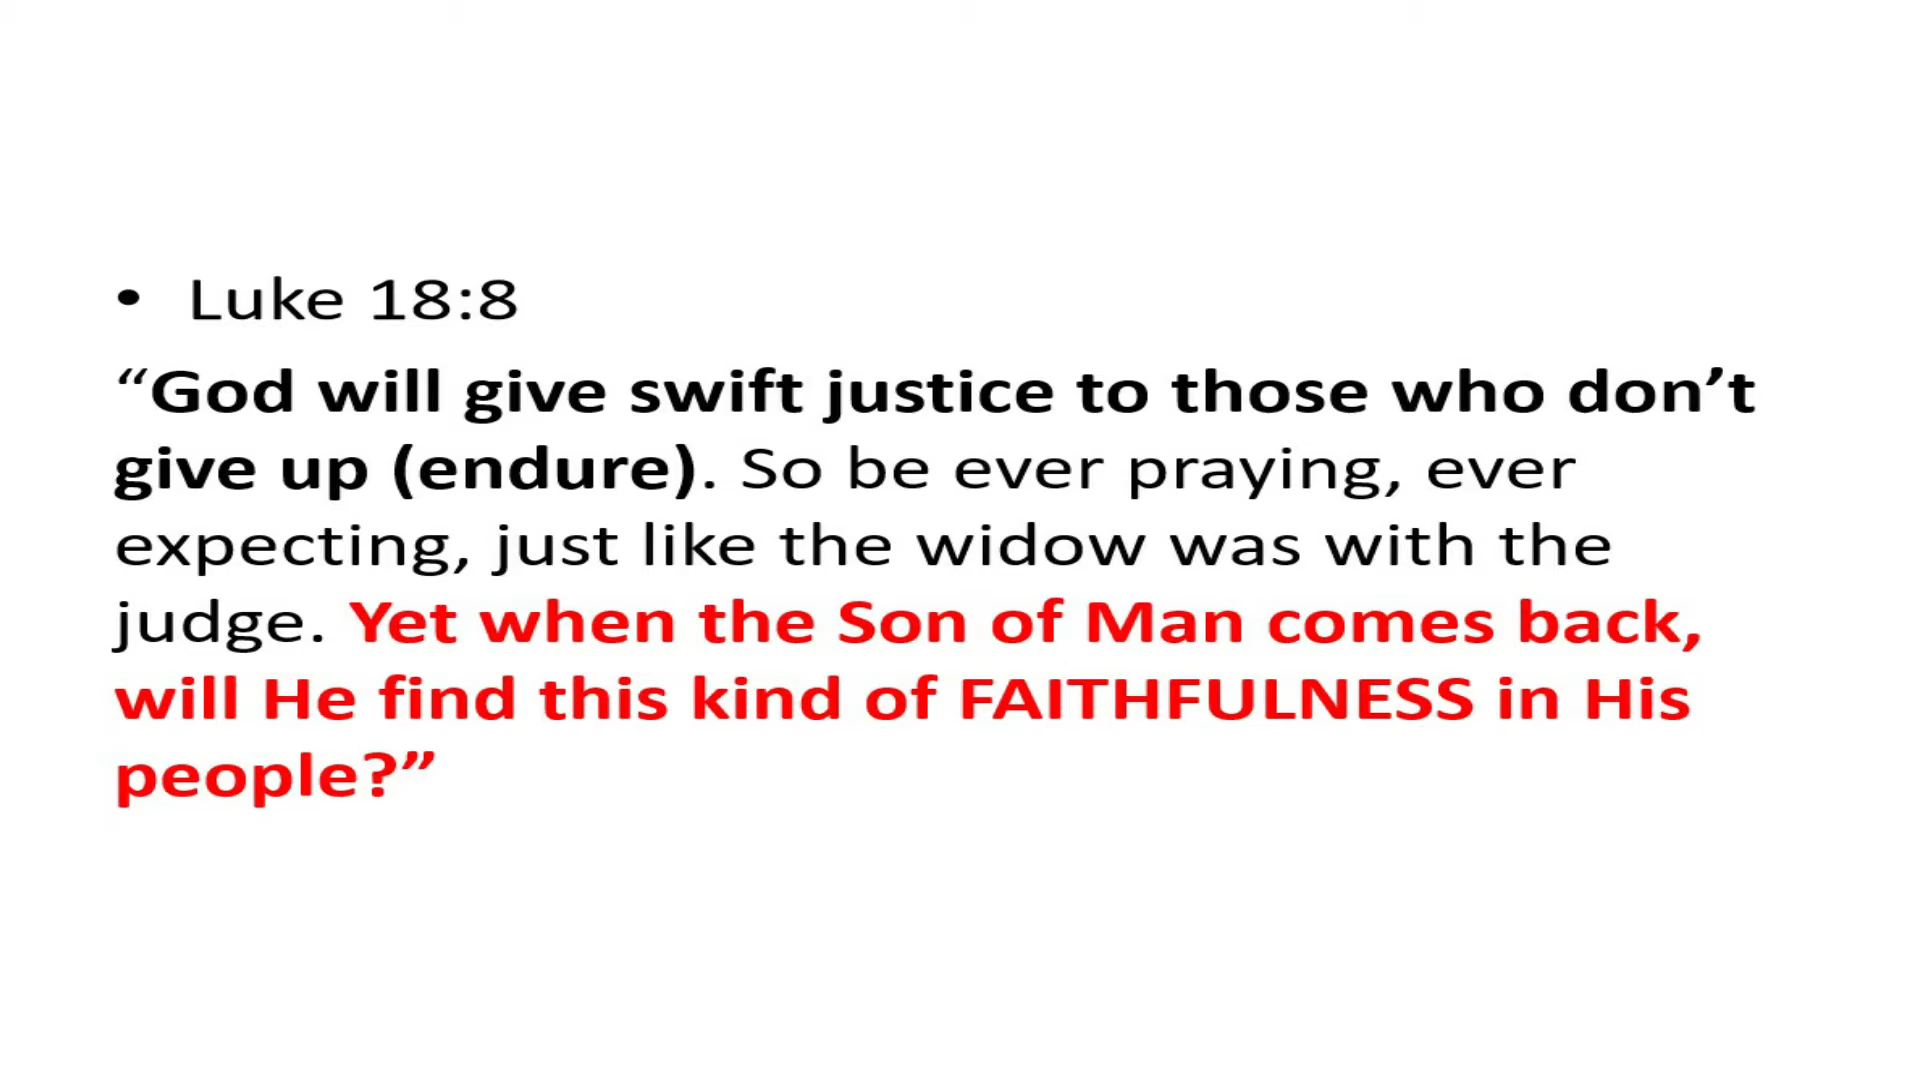 • Luke 18:8
“God will give swift justice to those who don’t
give up (endure). So be ever praying, ever
expecting, just like the widow was with the
judge. Yet when the Son of Man comes back,
will He find this kind of FAITHFULNESS in His
people?”